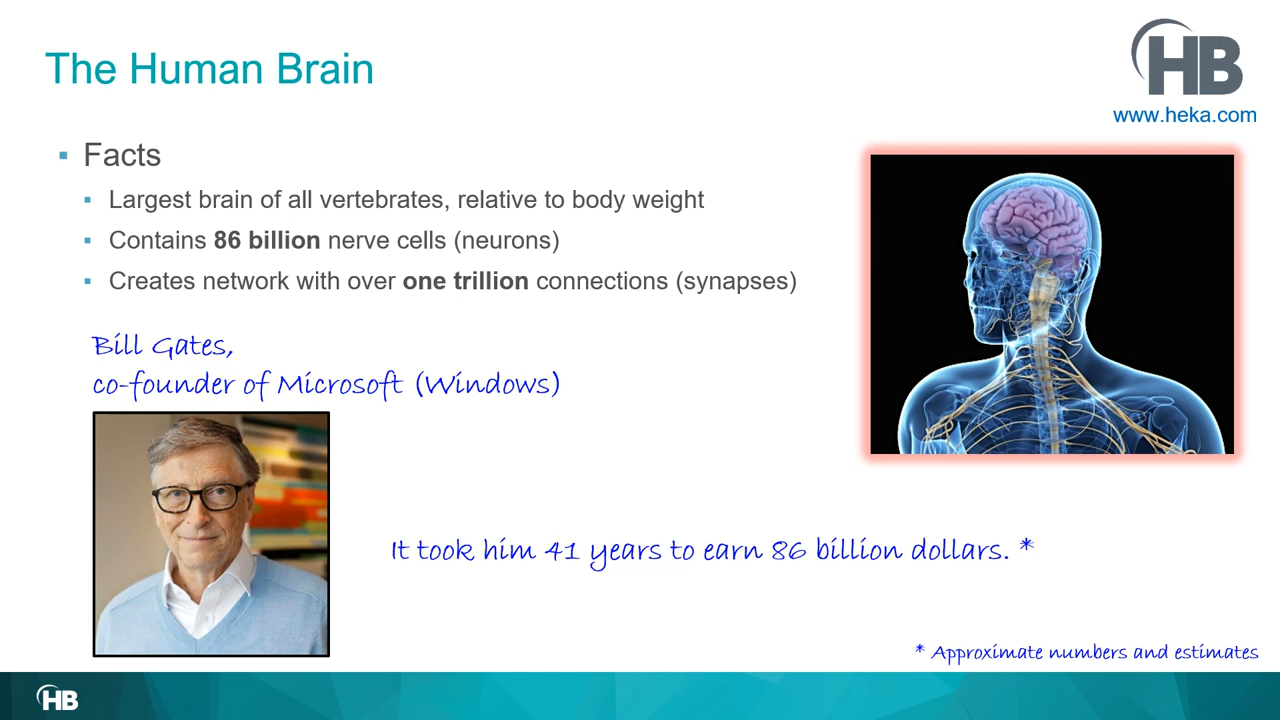 The Human Brain
HB
www.heka.com
▪ Facts
▪ Largest brain of all vertebrates, relative to body weight
▪ Contains 86 billion nerve cells (neurons)
▪ Creates network with over one trillion connections (synapses)
Bill Gates,
co-founder of Microsoft (Windows)
It took him 41 years to earn 86 billion dollars. *
* Approximate numbers and estimates
HB